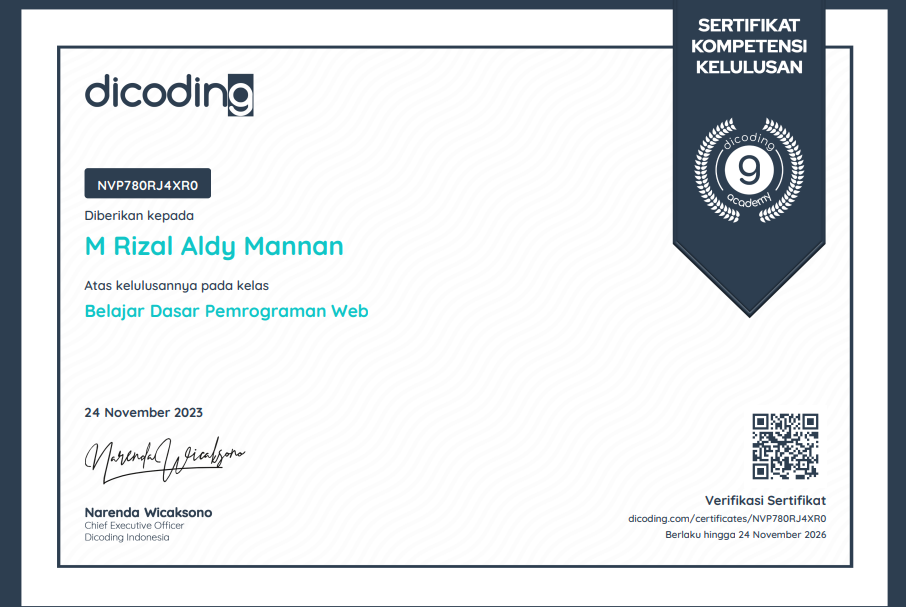 SERTIFIKAT
KOMPETENSI
KELULUSAN
dicoding
dicoding
9
academy
NVP780RJ4XR0
Diberikan kepada
M Rizal Aldy Mannan
Atas kelulusannya pada kelas
Belajar Dasar Pemrograman Web
24 November 2023
Narenda Wicaksono
Narenda Wicaksono
Chief Executive Officer
Dicoding Indonesia
Verifikasi Sertifikat
dicoding.com/certificates/NVP780RJ4XR0
Berlaku hingga 24 November 2026